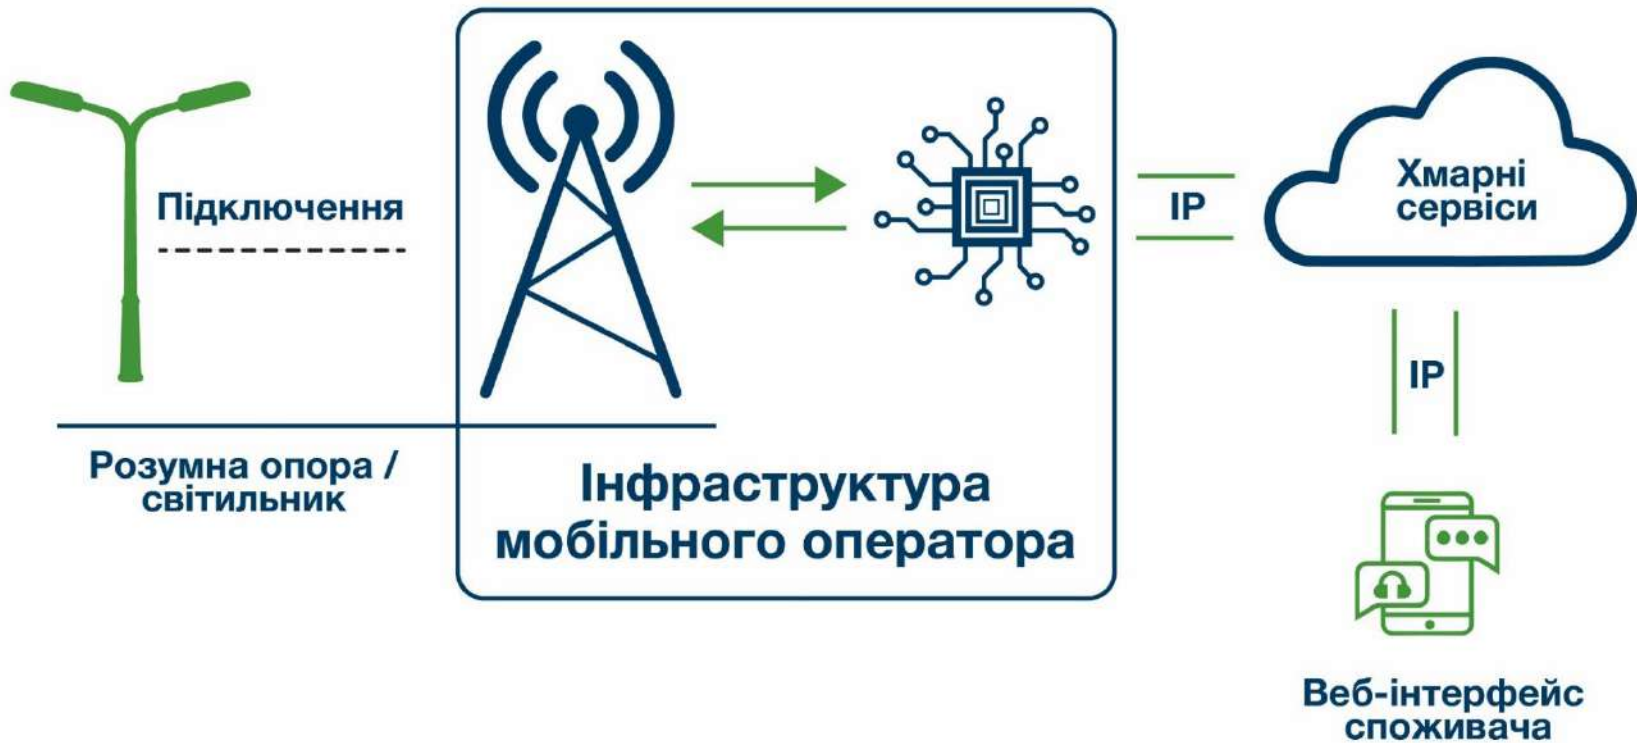 Підключення
Розумна опора /
світильник
Інфраструктура
мобільного оператора
IP
Хмарні
сервіси
IP
Веб-інтерфейс
споживача